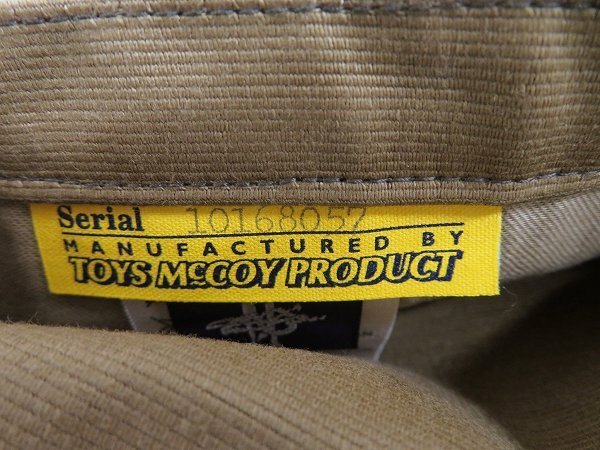 Serial 10168057
MANUFACTURED BY
TOYS McCOY PRODUCT